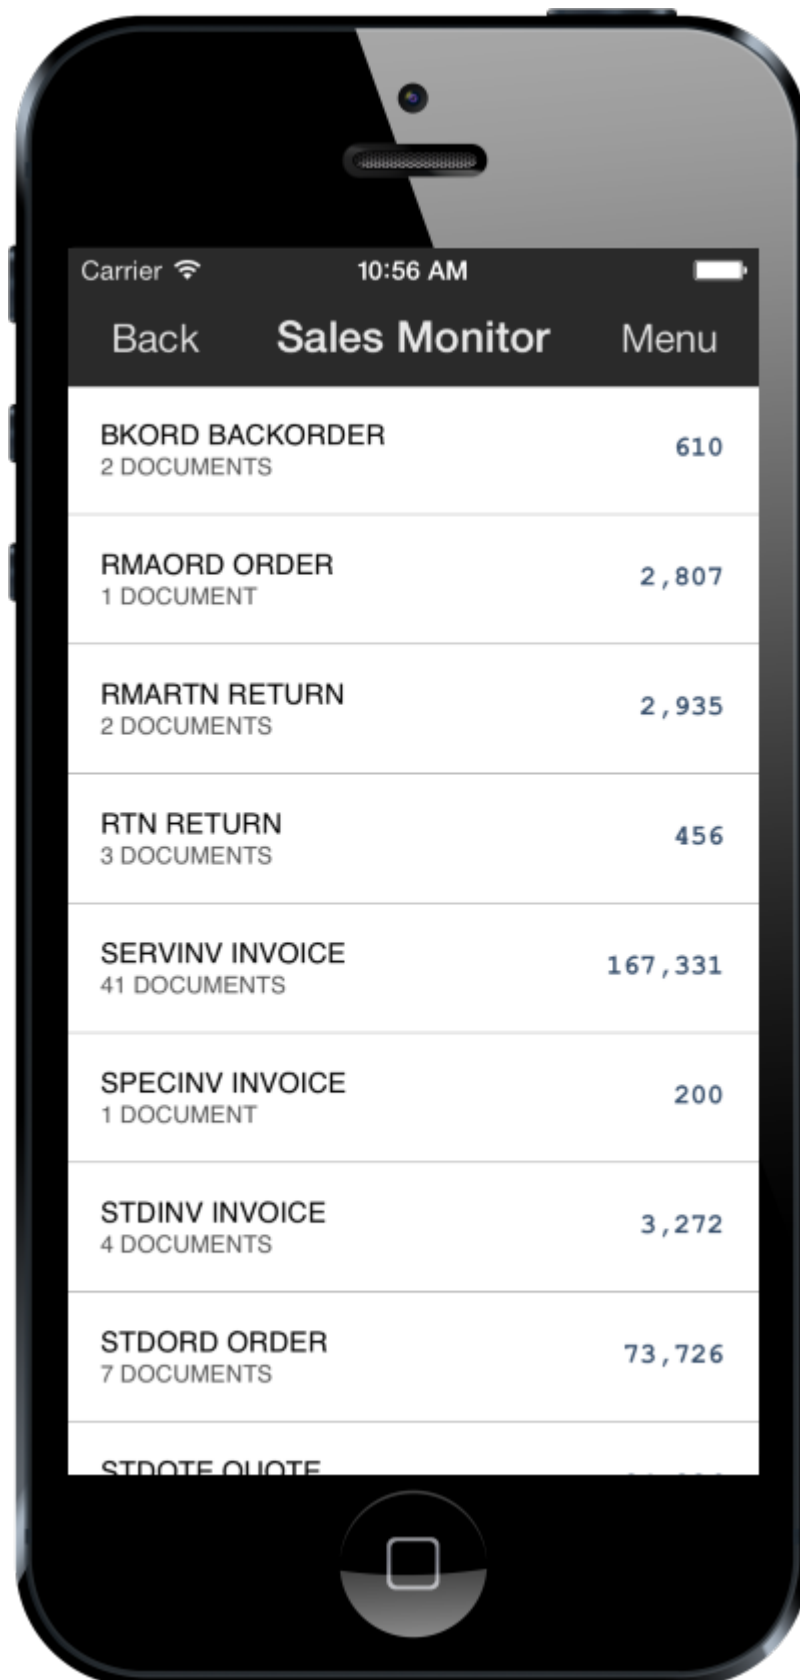 Carrier 10:56 AM
Back Sales Monitor Menu
BKORD BACKORDER 610
2 DOCUMENTS
RMAORD ORDER 2,807
1 DOCUMENT
RMARTN RETURN 2,935
2 DOCUMENTS
RTN RETURN 456
3 DOCUMENTS
SERVINV INVOICE 167,331
41 DOCUMENTS
SPECINV INVOICE 200
1 DOCUMENT
STDINV INVOICE 3,272
4 DOCUMENTS
STDORD ORDER 73,726
7 DOCUMENTS
STDQTE QUOTE